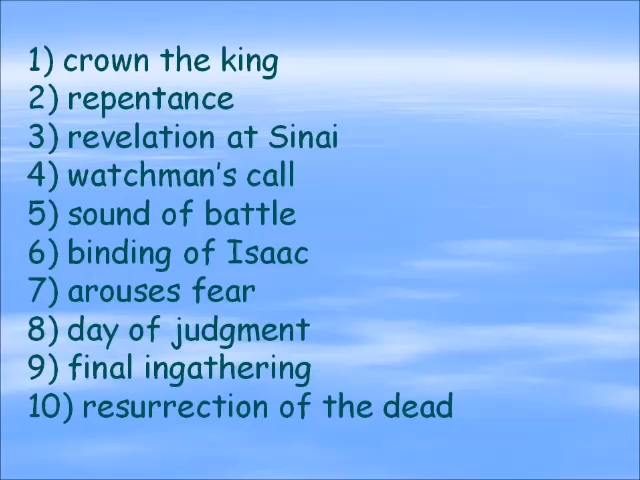 1) crown the king
2) repentance
3) revelation at Sinai
4) watchman's call
5) sound of battle
6) binding of Isaac
7) arouses fear
8) day of judgment
9) final ingathering
10) resurrection of the dead